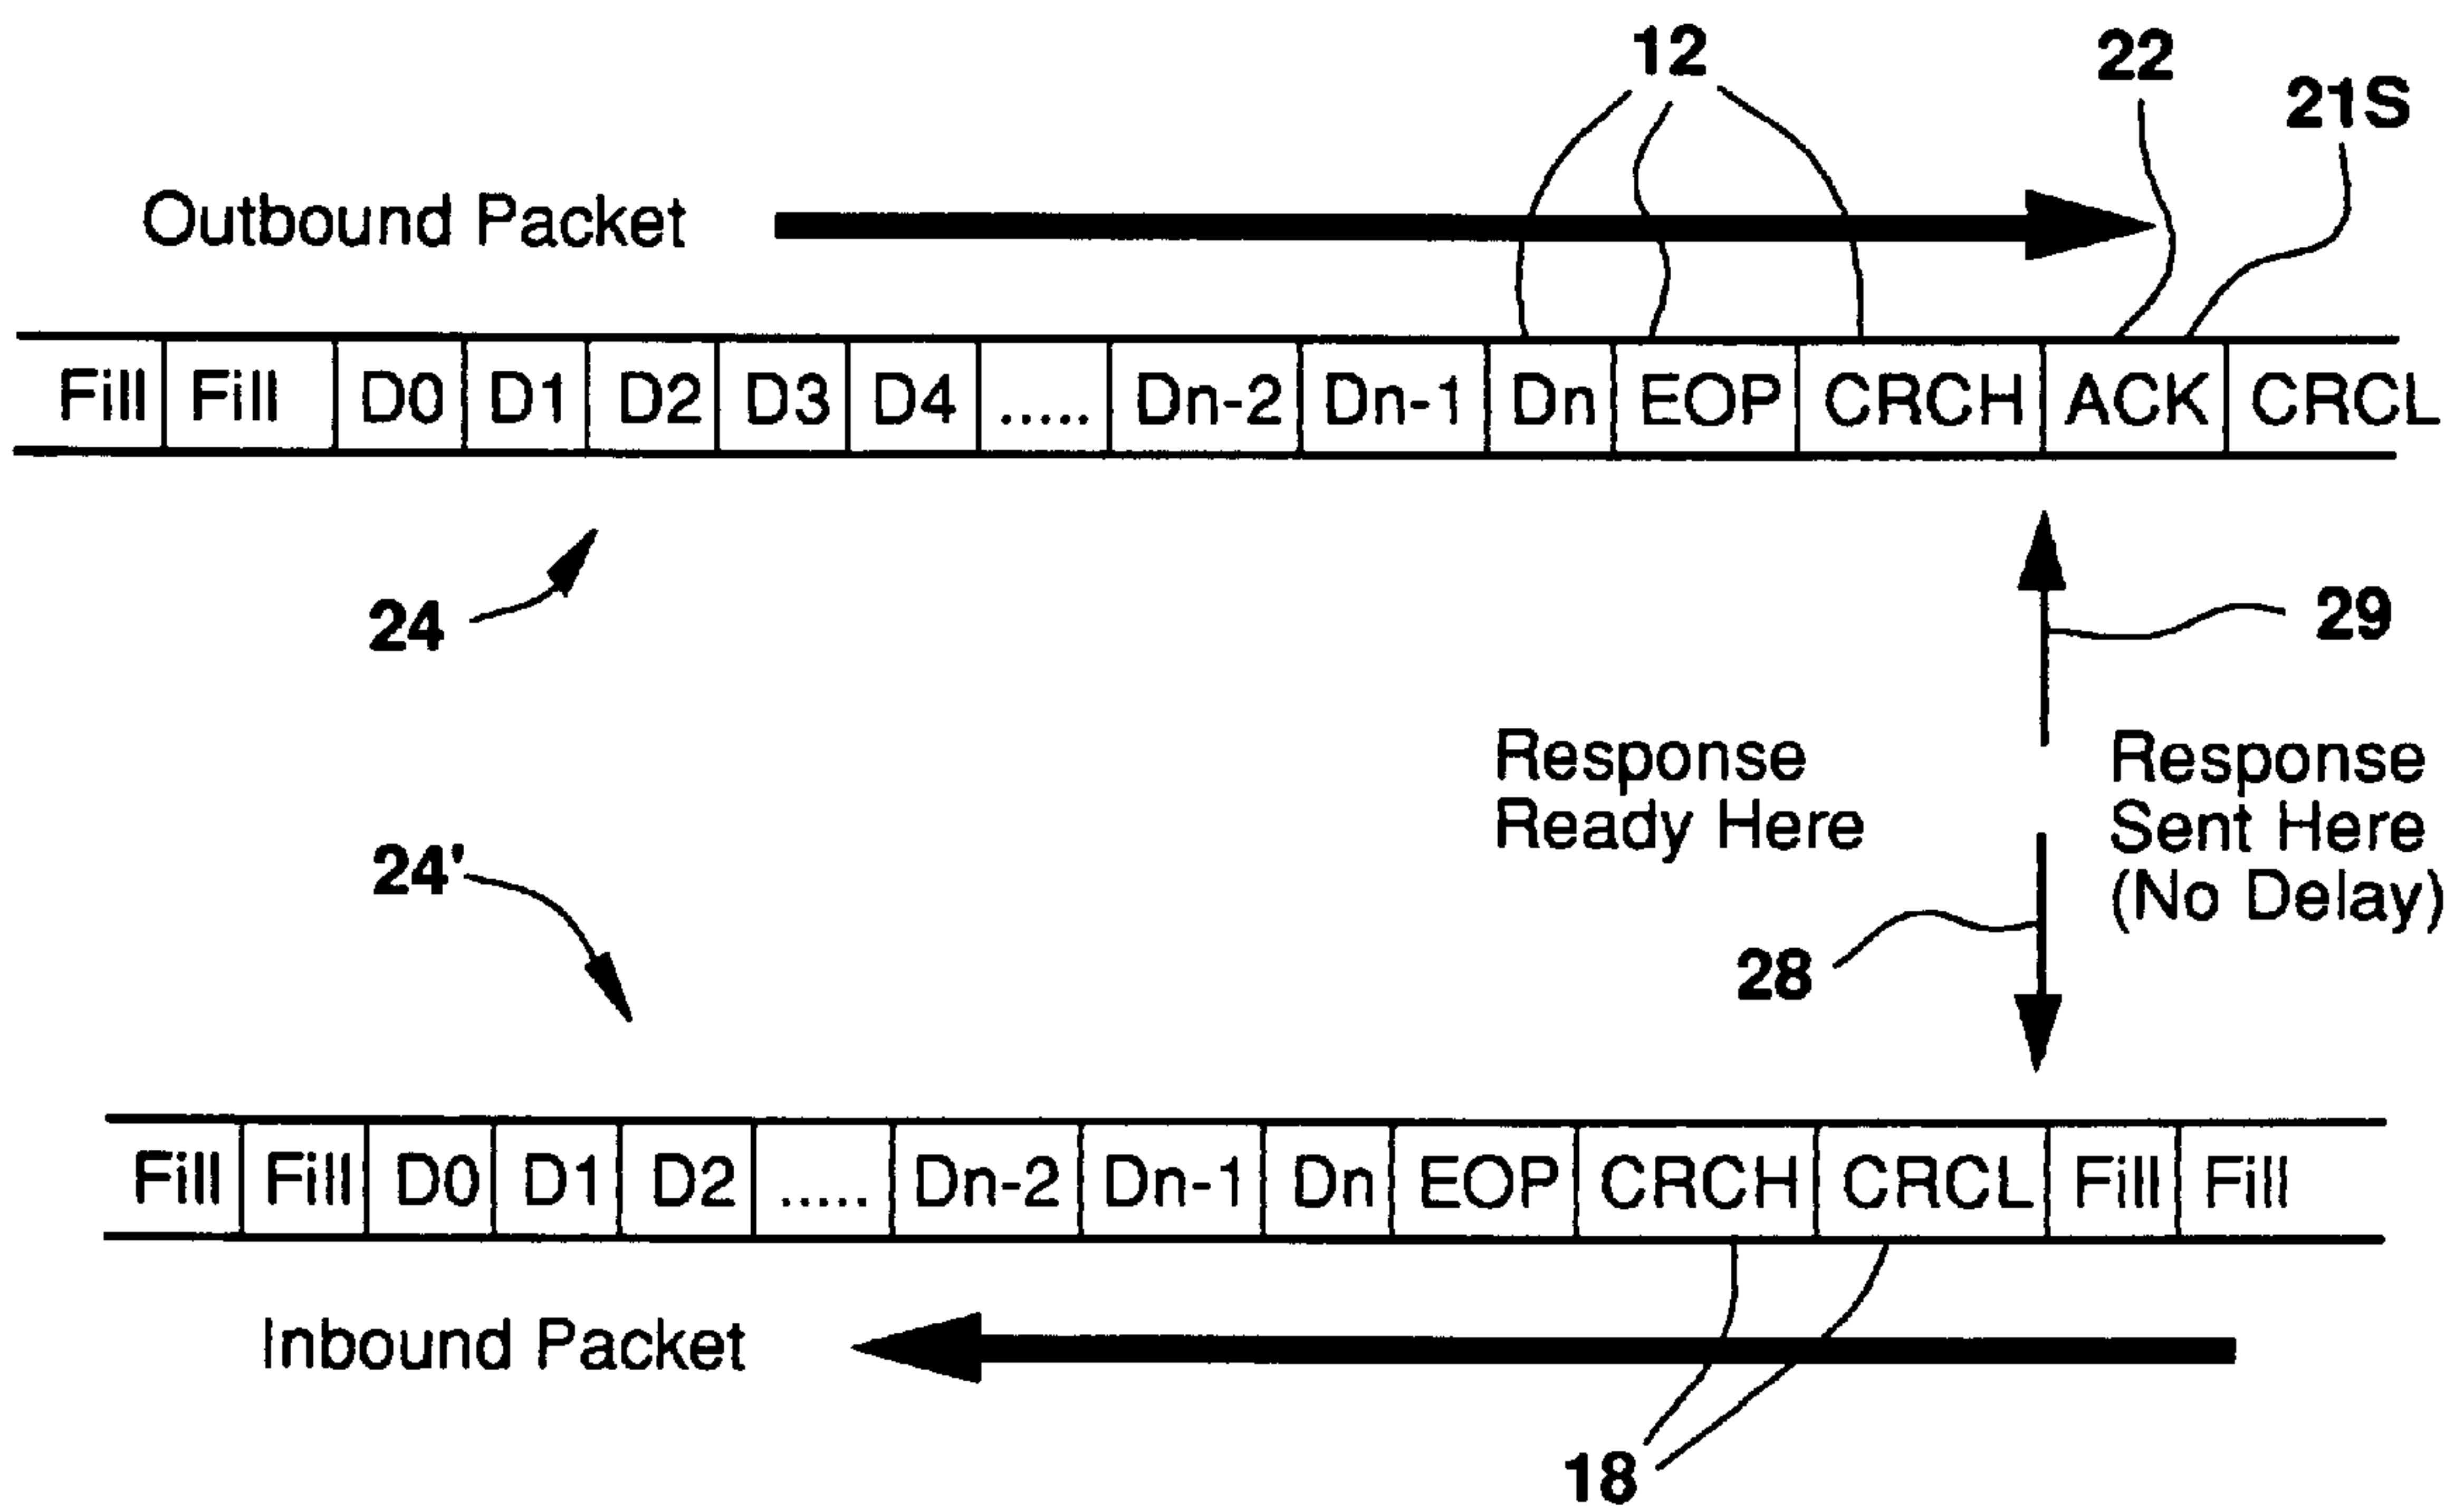 12
22
21S
Outbound Packet
Fill Fill D0 D1 D2 D3 D4 ..... Dn-2 Dn-1 Dn EOP CRCH ACK CRCL
24
29
Response
Ready Here
Response
Sent Here
(No Delay)
24'
28
Fill Fill D0 D1 D2 ..... Dn-2 Dn-1 Dn EOP CRCH CRCL Fill Fill
Inbound Packet
18